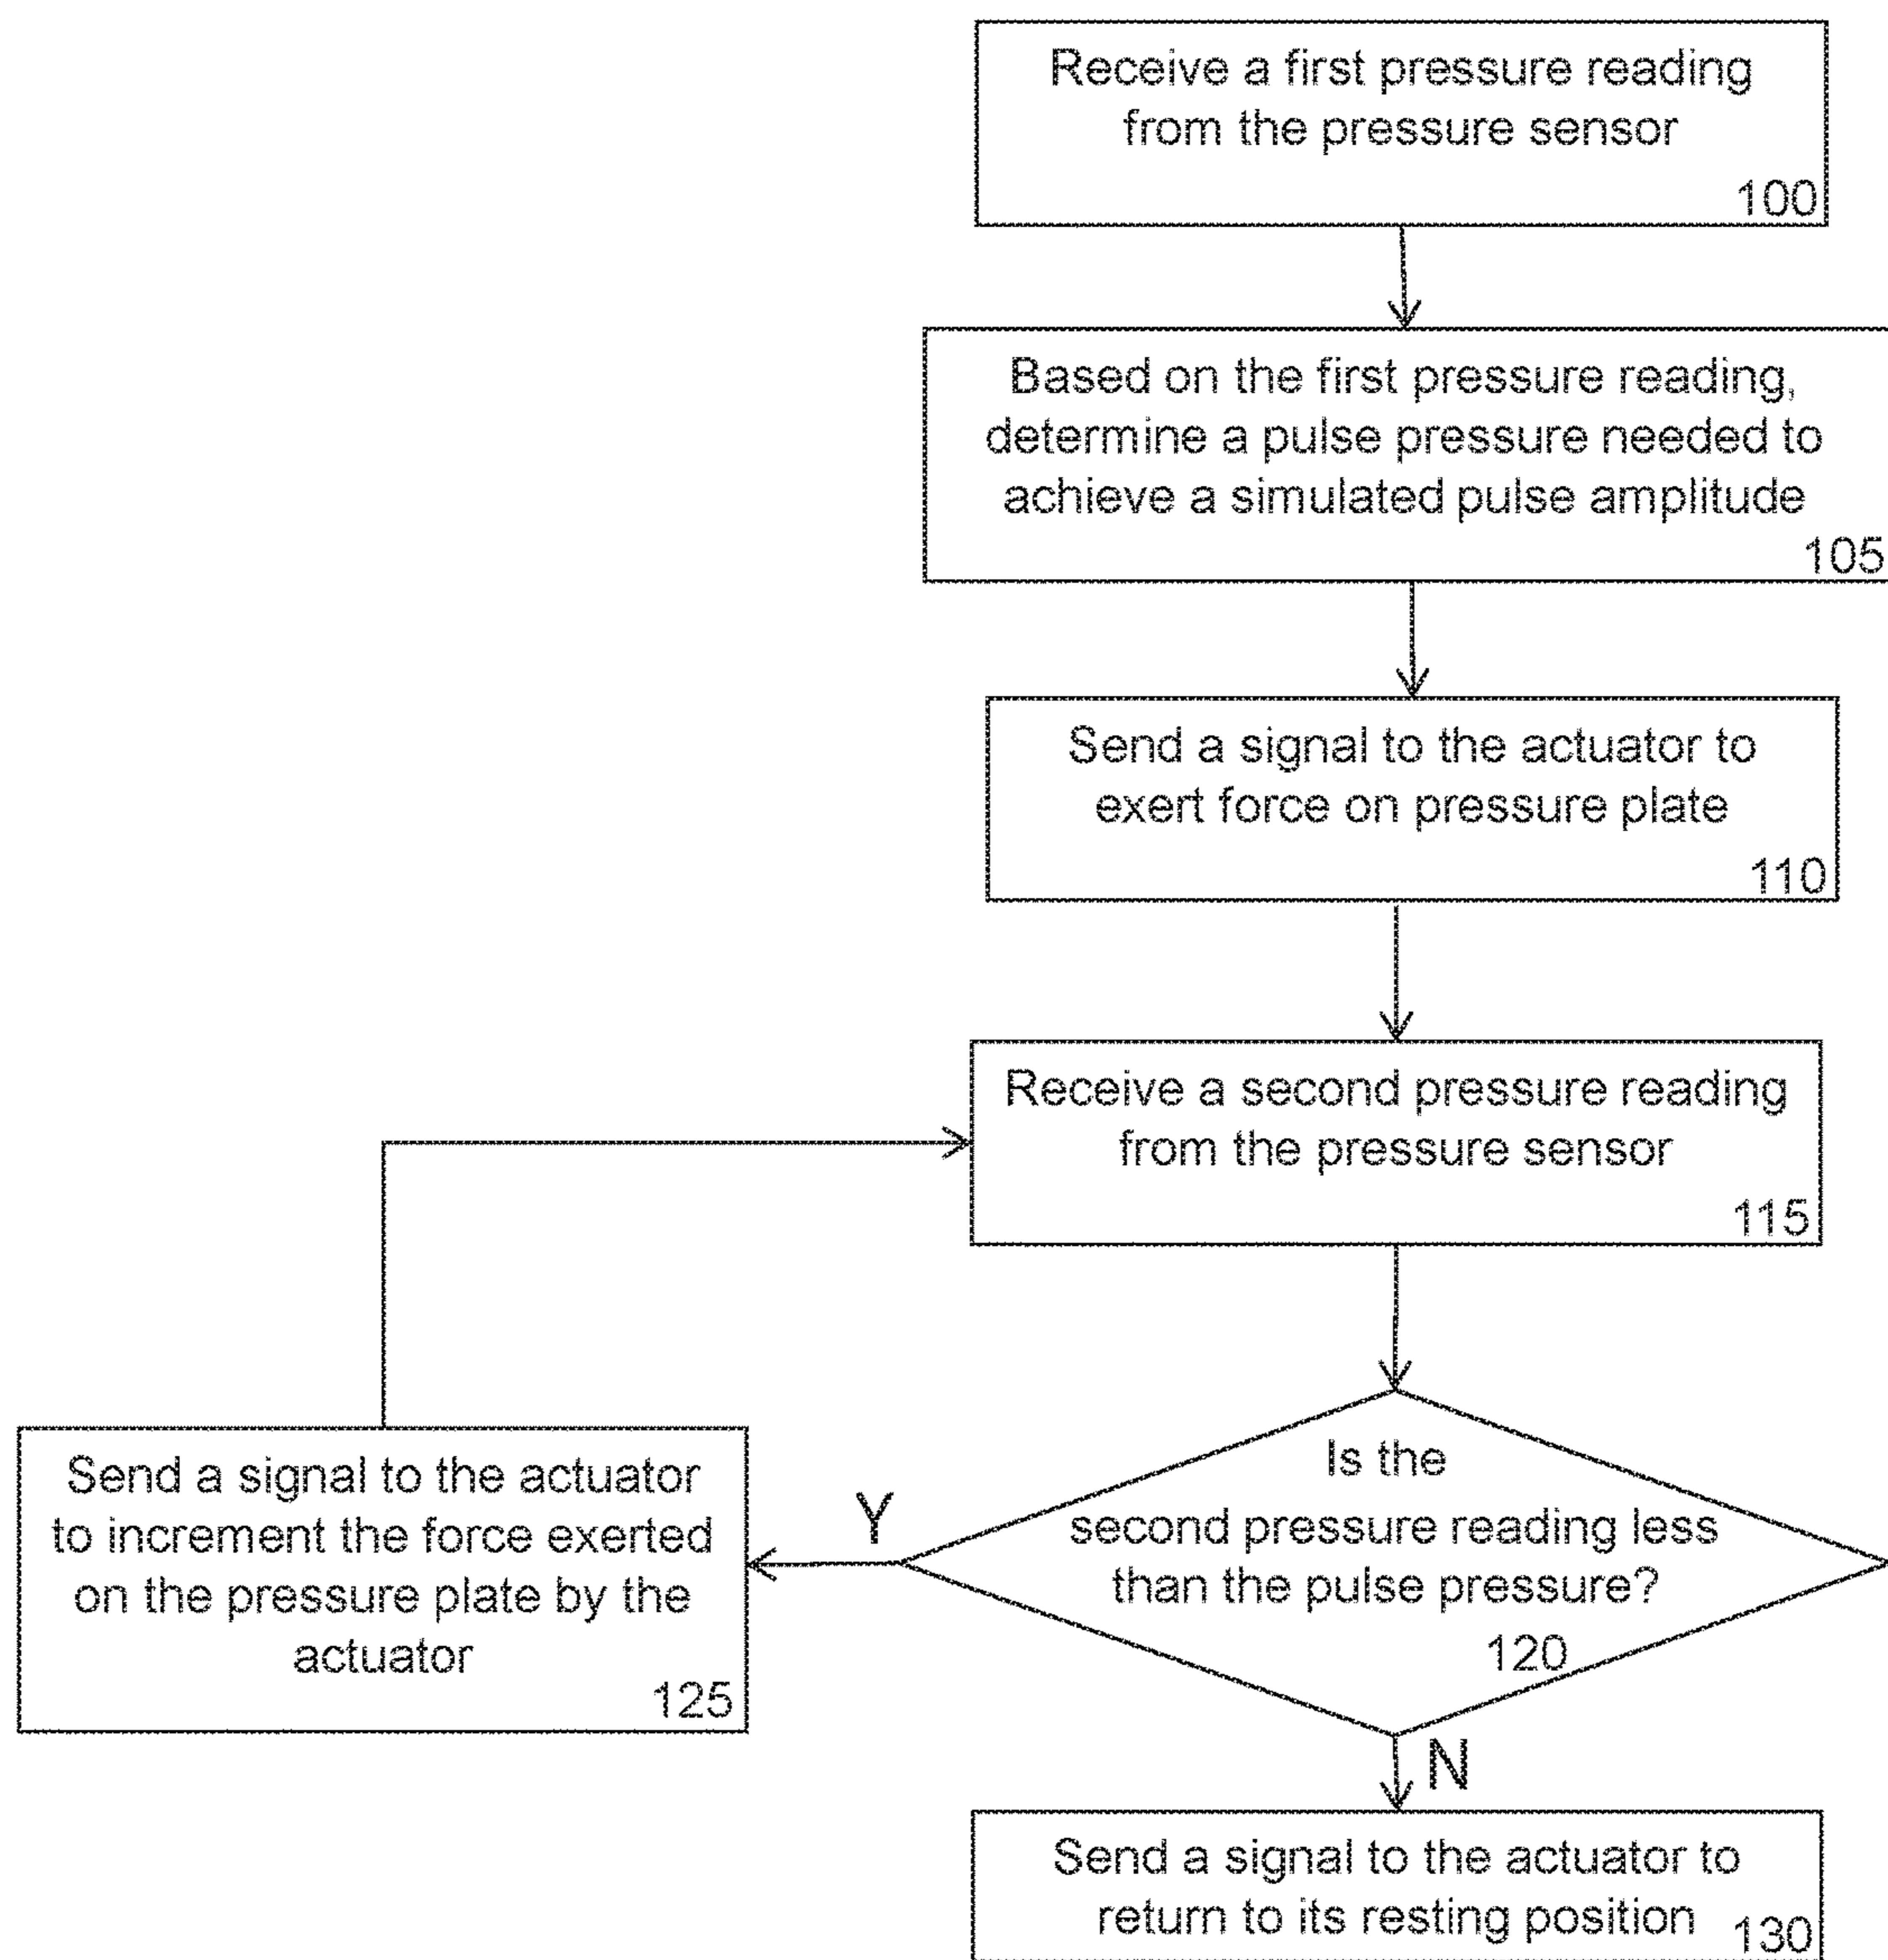 Receive a first pressure reading
from the pressure sensor
100
Based on the first pressure reading,
determine a pulse pressure needed to
achieve a simulated pulse amplitude
105
Send a signal to the actuator to
exert force on pressure plate
110
Receive a second pressure reading
from the pressure sensor
115
Is the
second pressure reading less
than the pulse pressure?
120
Y
Send a signal to the actuator
to increment the force exerted
on the pressure plate by the
actuator
125
N
Send a signal to the actuator to
return to its resting position
130